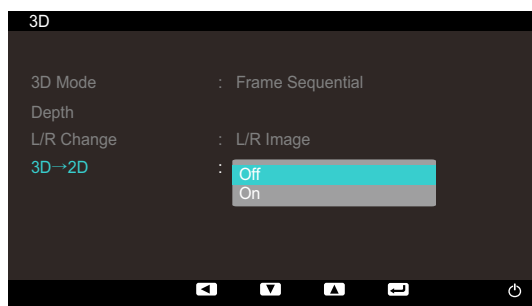 3D
3D Mode : Frame Sequential
Depth
L/R Change : L/R Image
3D→2D : Off
On